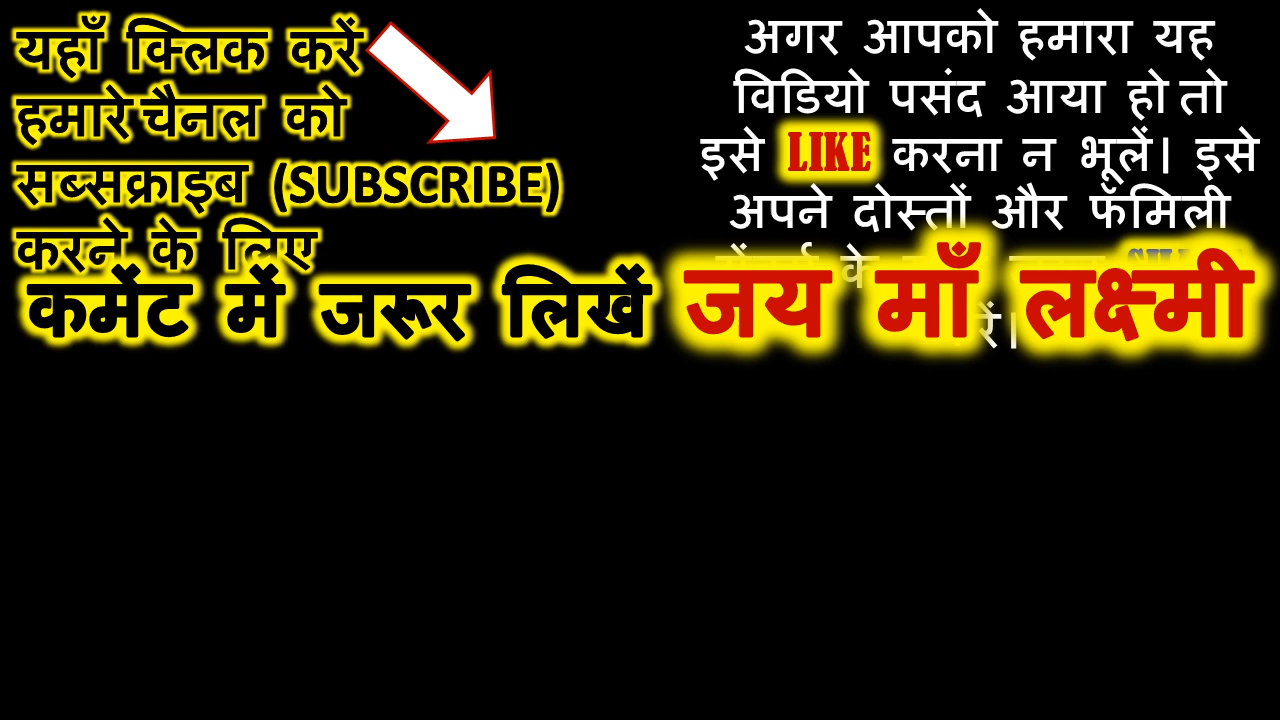 यहाँ क्लिक करें
हमारे चैनल को
सब्सक्राइब (SUBSCRIBE)
करने के लिए
अगर आपको हमारा यह
विडियो पसंद आया हो तो
इसे LIKE करना न भूलें। इसे
अपने दोस्तों और फॅमिली
के
कमेंट में जरूर लिखें जय माँ लक्ष्मी